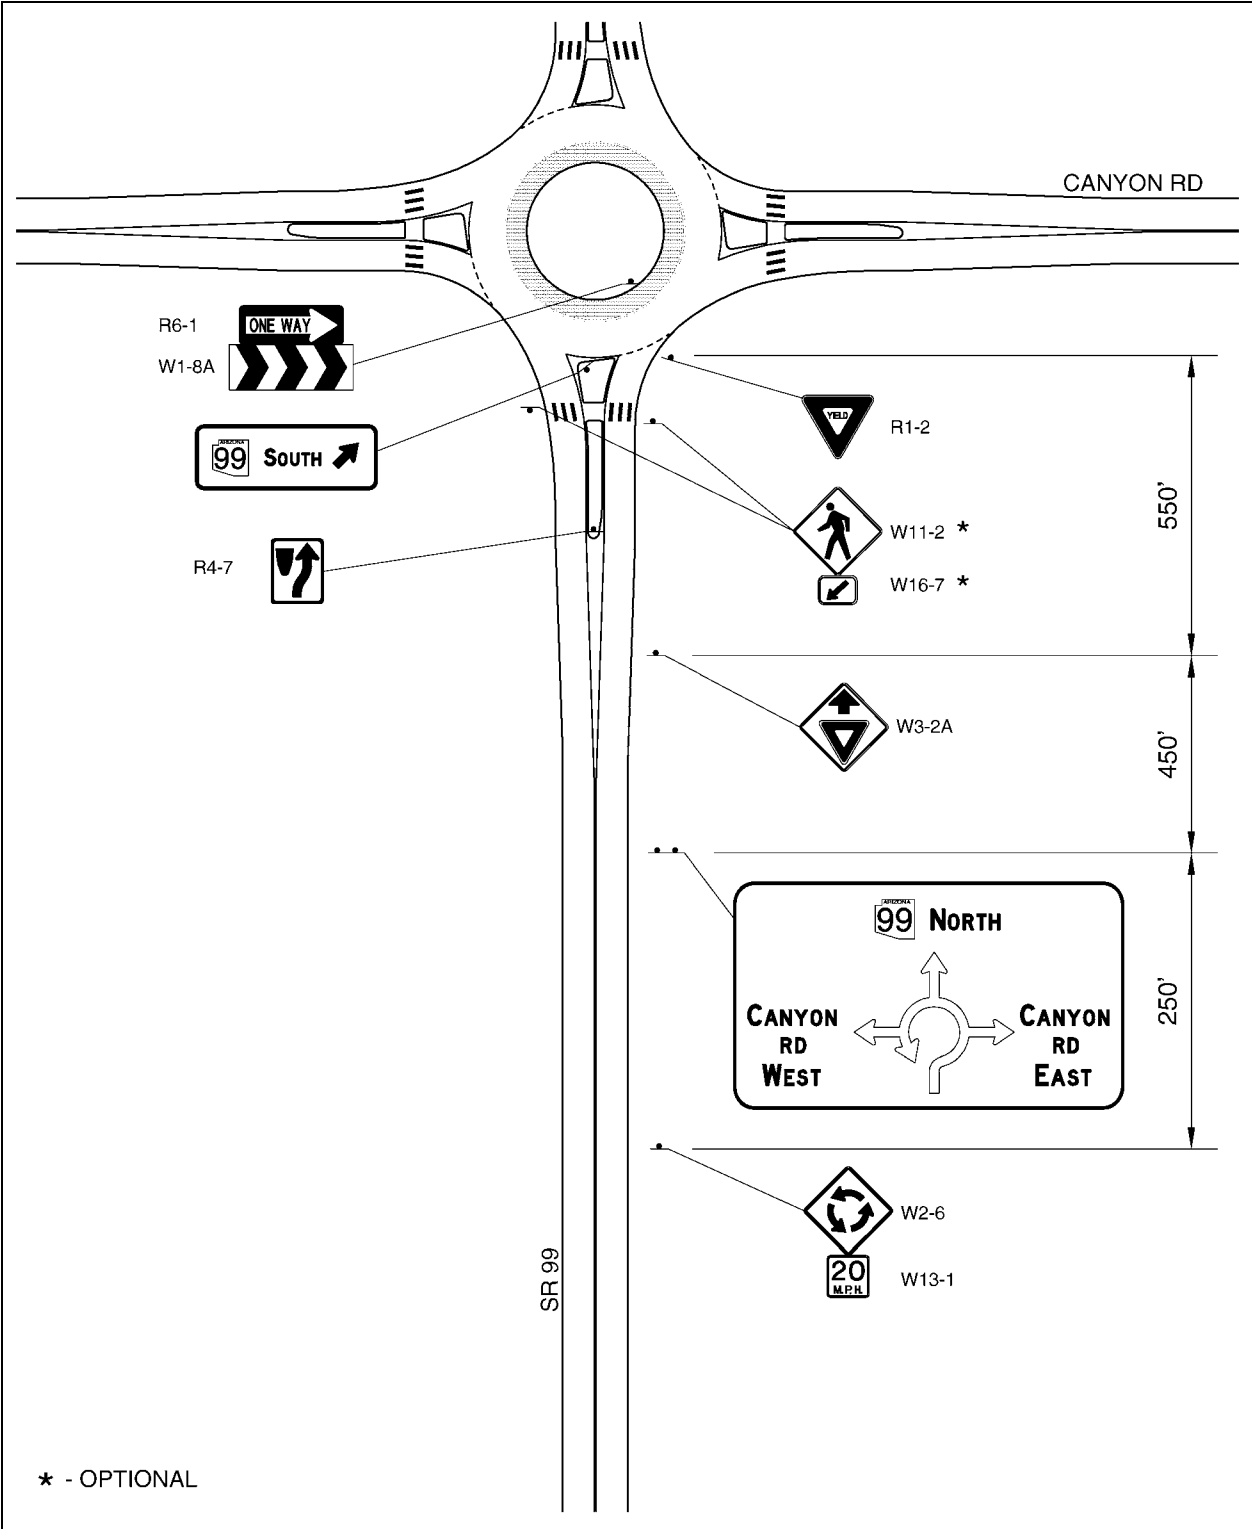 CANYON RD
R6-1
ONE WAY
W1-8A
YIELD
R1-2
ARIZONA
99 SOUTH
550'
W11-2 *
R4-7
W16-7 *
W3-2A
450'
ARIZONA
99 NORTH
250'
CANYON
RD
WEST
CANYON
RD
EAST
W2-6
SR 99
20
M.P.H.
W13-1
* - OPTIONAL